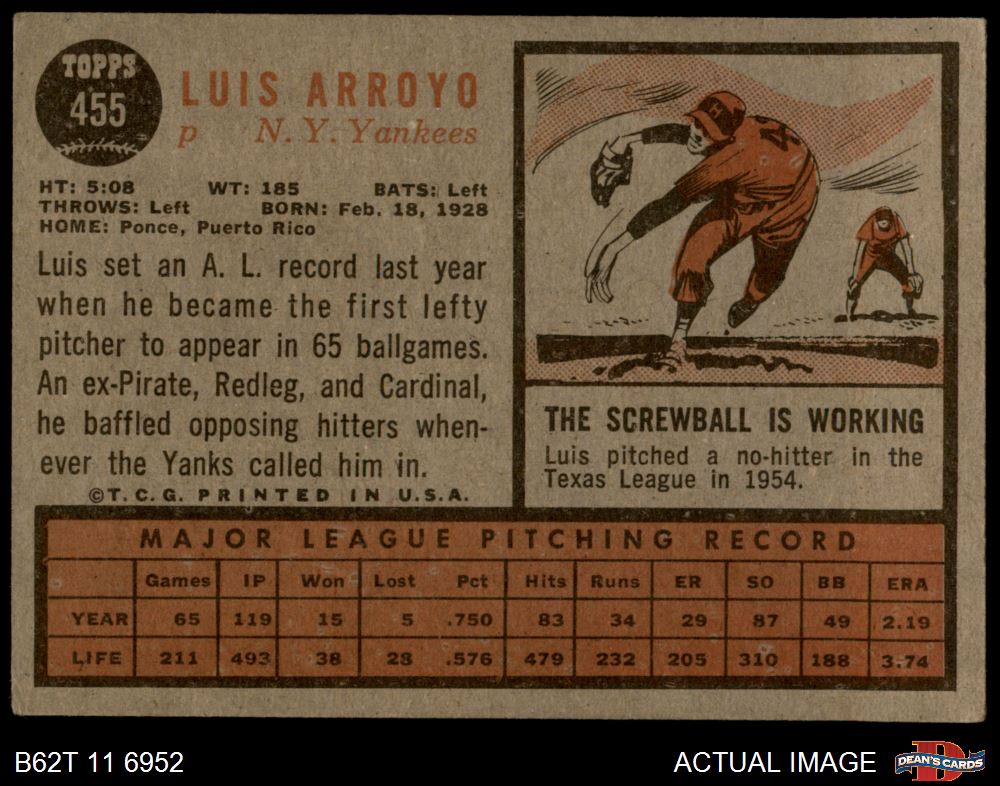 TOPPS
455
LUIS ARROYO
p N. Y. Yankees
HT: 5:08 WT: 185 BATS: Left
THROWS: Left BORN: Feb. 18, 1928
HOME: Ponce, Puerto Rico
Luis set an A. L. record last year
when he became the first lefty
pitcher to appear in 65 ballgames.
An ex-Pirate, Redleg, and Cardinal,
he baffled opposing hitters when-
ever the Yanks called him in.
©T. C. G. PRINTED IN U.S.A.
H
THE SCREWBALL IS WORKING
Luis pitched a no-hitter in the
Texas League in 1954.
MAJOR LEAGUE PITCHING RECORD
Games IP Won Lost Pct Hits Runs ER SO BB ERA
YEAR 65 119 15 5 .750 83 34 29 87 49 2.19
LIFE 211 493 38 28 .576 479 232 205 310 188 3.74
B62T 11 6952 ACTUAL IMAGE DEAN'S CARDS